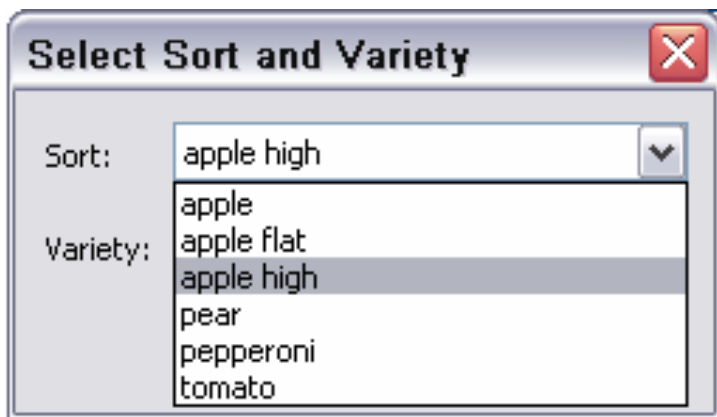 Select Sort and Variety
Sort: apple high
apple
Variety: apple flat
apple high
pear
pepperoni
tomato